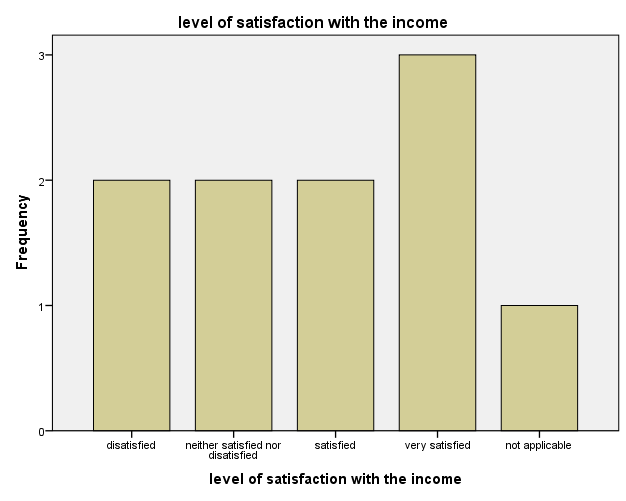 level of satisfaction with the income
3
2
1
0
Frequency
disatisfied
neither satisfied nor
disatisfied
satisfied
very satisfied
not applicable
level of satisfaction with the income